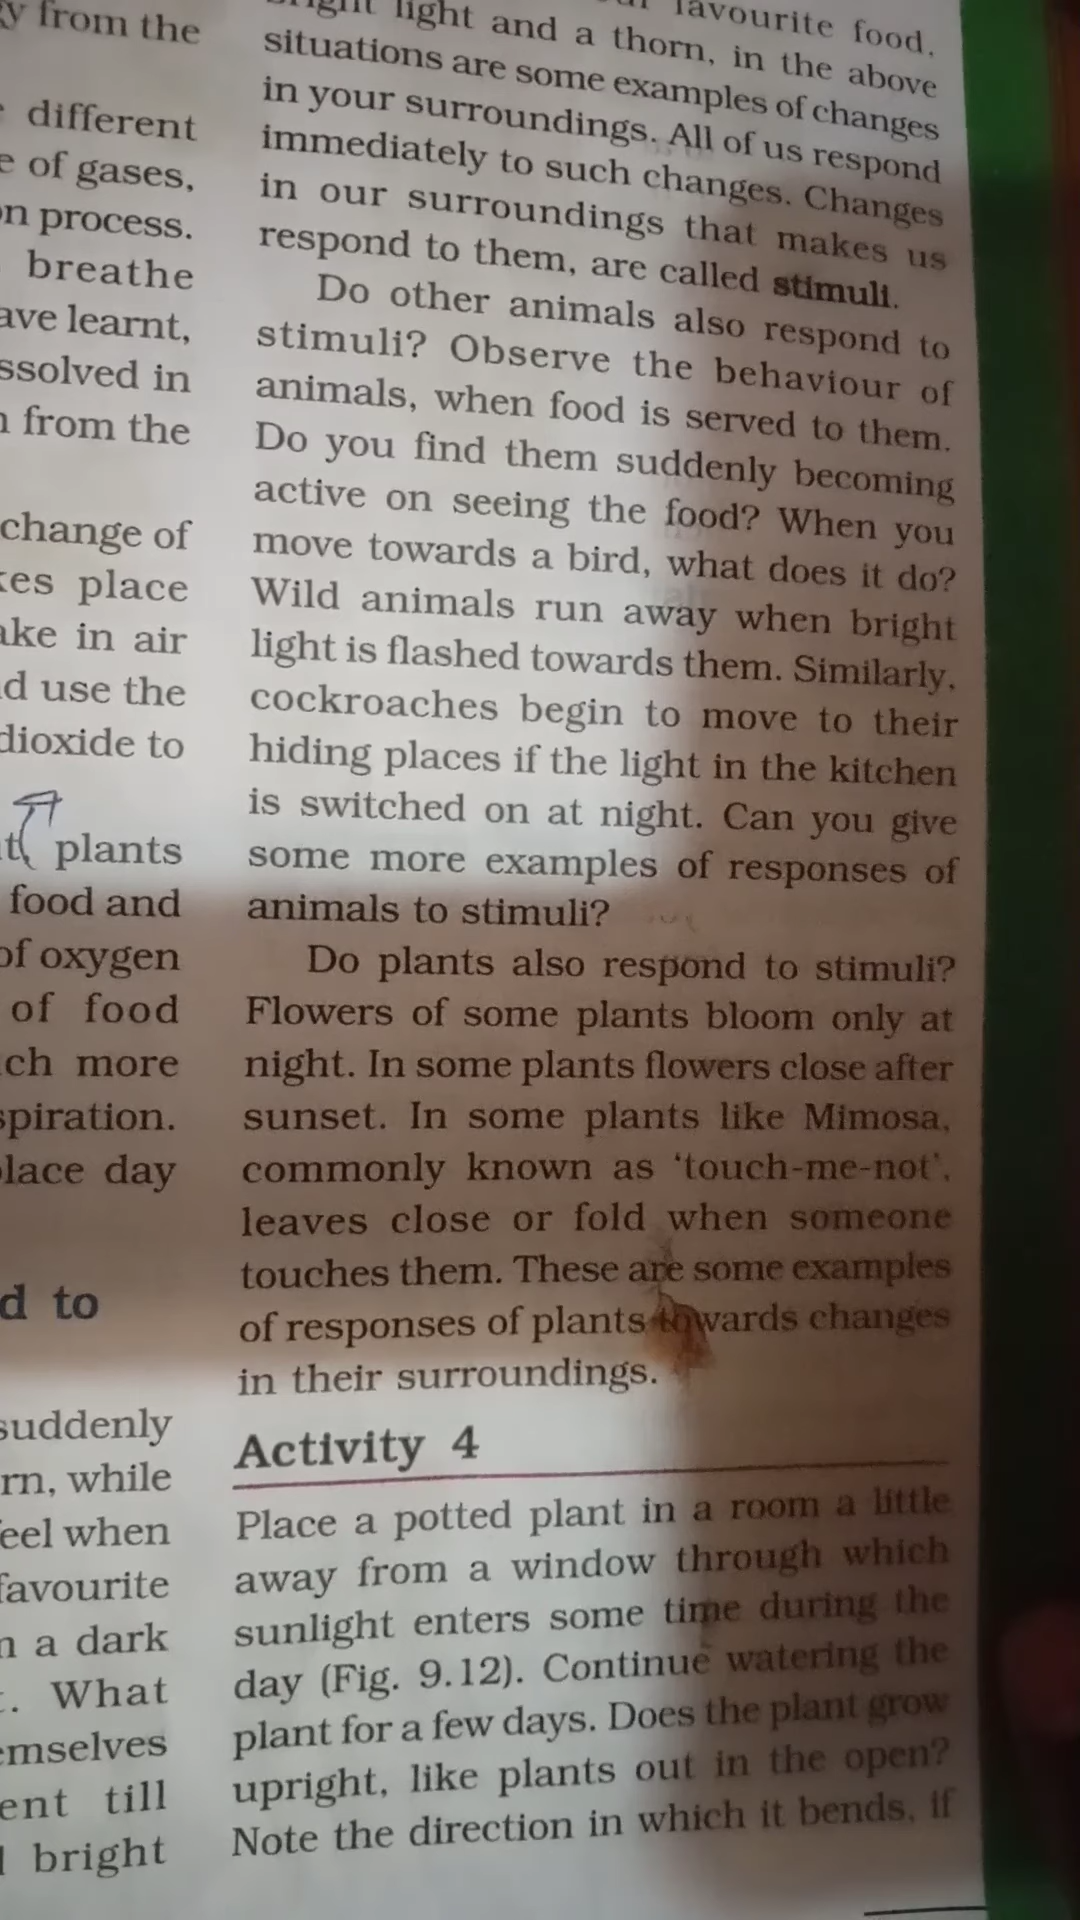 y from the
different
e of gases,
on process.
breathe
ave learnt,
ssolved in
n from the
change of
kes place
ake in air
d use the
dioxide to
plants
food and
of oxygen
of food
ch more
spiration.
place day
d to
suddenly
rn, while
feel when
favourite
n a dark
t. What
emselves
ent till
bright
favourite food,
bright light and a thorn, in the above
situations are some examples of changes
in your surroundings. All of us respond
immediately to such changes. Changes
in our surroundings that makes us
respond to them, are called stimuli.
Do other animals also respond to
stimuli? Observe the behaviour of
animals, when food is served to them.
Do you find them suddenly becoming
active on seeing the food? When you
move towards a bird, what does it do?
Wild animals run away when bright
light is flashed towards them. Similarly,
cockroaches begin to move to their
hiding places if the light in the kitchen
is switched on at night. Can you give
some more examples of responses of
animals to stimuli?
Do plants also respond to stimuli?
Flowers of some plants bloom only at
night. In some plants flowers close after
sunset. In some plants like Mimosa,
commonly known as ‘touch-me-not’,
leaves close or fold when someone
touches them. These are some examples
of responses of plants towards changes
in their surroundings.
Activity 4
Place a potted plant in a room a little
away from a window through which
sunlight enters some time during the
day (Fig. 9.12). Continue watering the
plant for a few days. Does the plant grow
upright, like plants out in the open?
Note the direction in which it bends, if